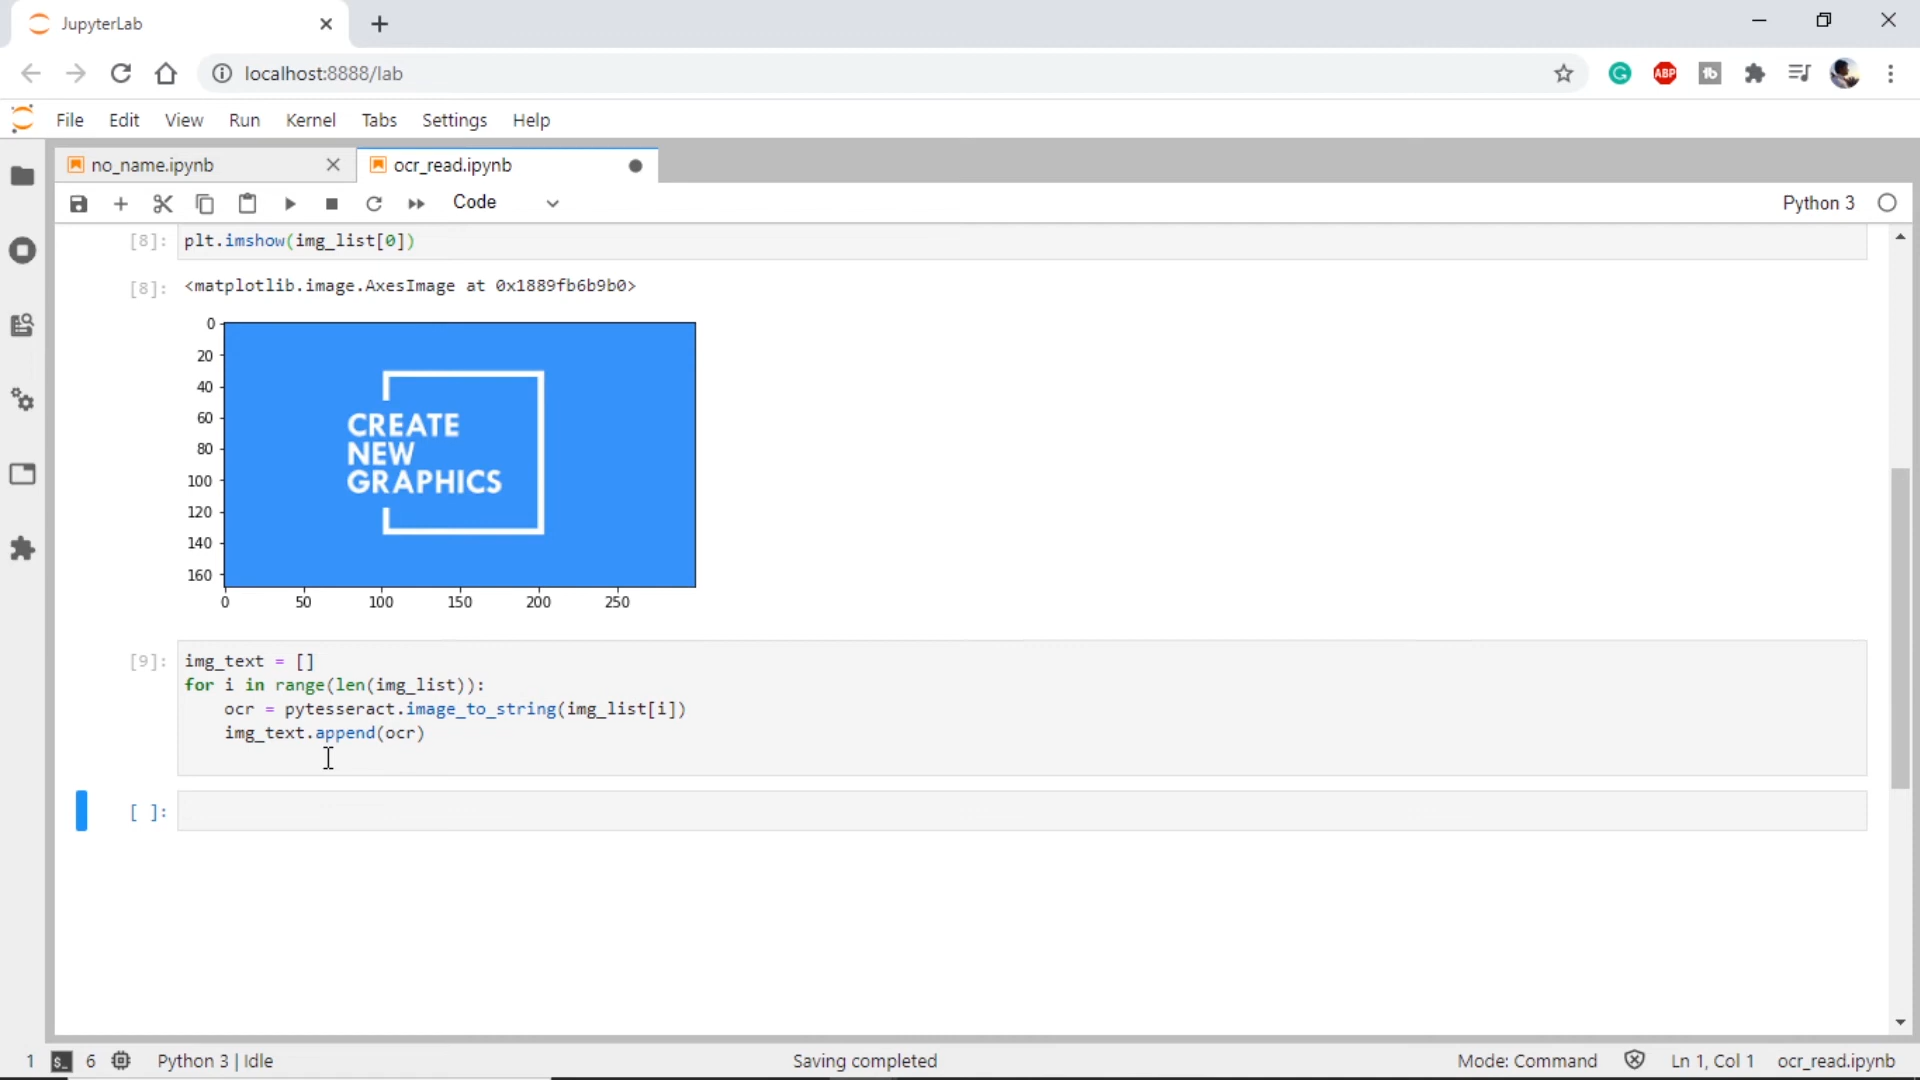 JupyterLab
localhost:8888/lab
ABP
File Edit View Run Kernel Tabs Settings Help
no_name.ipynb
ocr_read.ipynb
Code
Python 3
[8]: plt.imshow(img_list[0])
[8]: <matplotlib.image.AxesImage at 0x1889fb6b9b0>
0
20
40
60
80
100
120
140
160
CREATE
NEW
GRAPHICS
0 50 100 150 200 250
[9]: img_text = []
for i in range(len(img_list)):
ocr = pytesseract.image_to_string(img_list[i])
img_text.append(ocr)
[ ]:
1 $_ 6 Python 3 | Idle Saving completed Mode: Command Ln 1, Col 1 ocr_read.ipynb